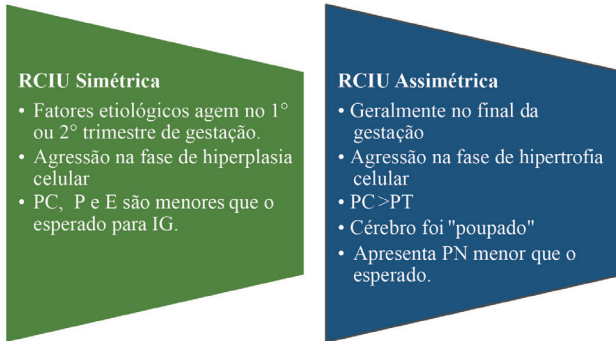 RCIU Simétrica
• Fatores etiológicos agem no 1°
ou 2° trimestre de gestação.
• Agressão na fase de hiperplasia
celular
• PC, P e E são menores que o
esperado para IG.
RCIU Assimétrica
• Geralmente no final da
gestação
• Agressão na fase de hipertrofia
celular
• PC>PT
• Cérebro foi "poupado"
• Apresenta PN menor que o
esperado.